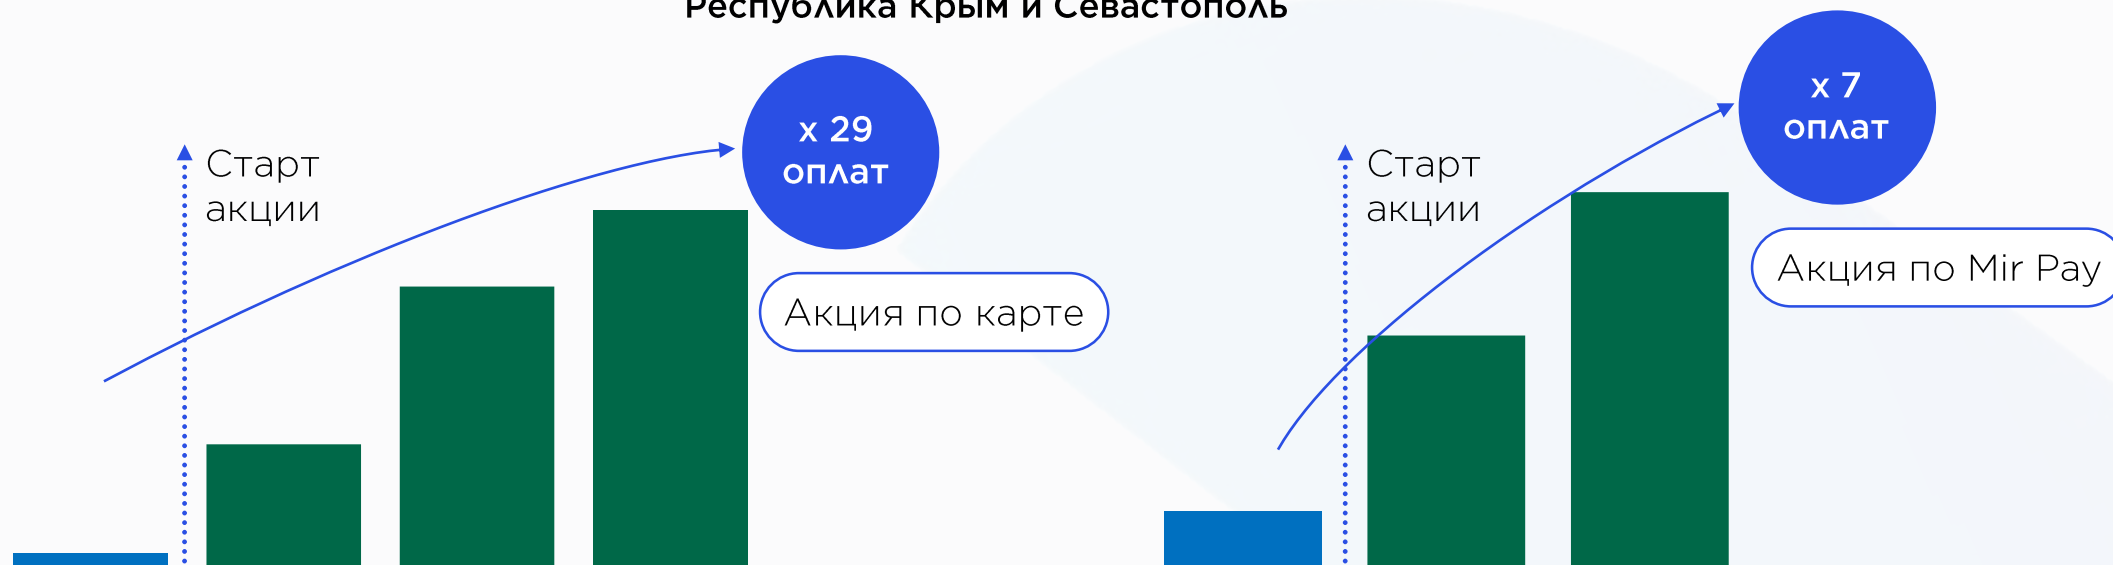 Республика Крым и Севастополь
х 29
оплат
Старт
акции
Акция по карте
х 7
оплат
Старт
акции
Акция по Mir Pay